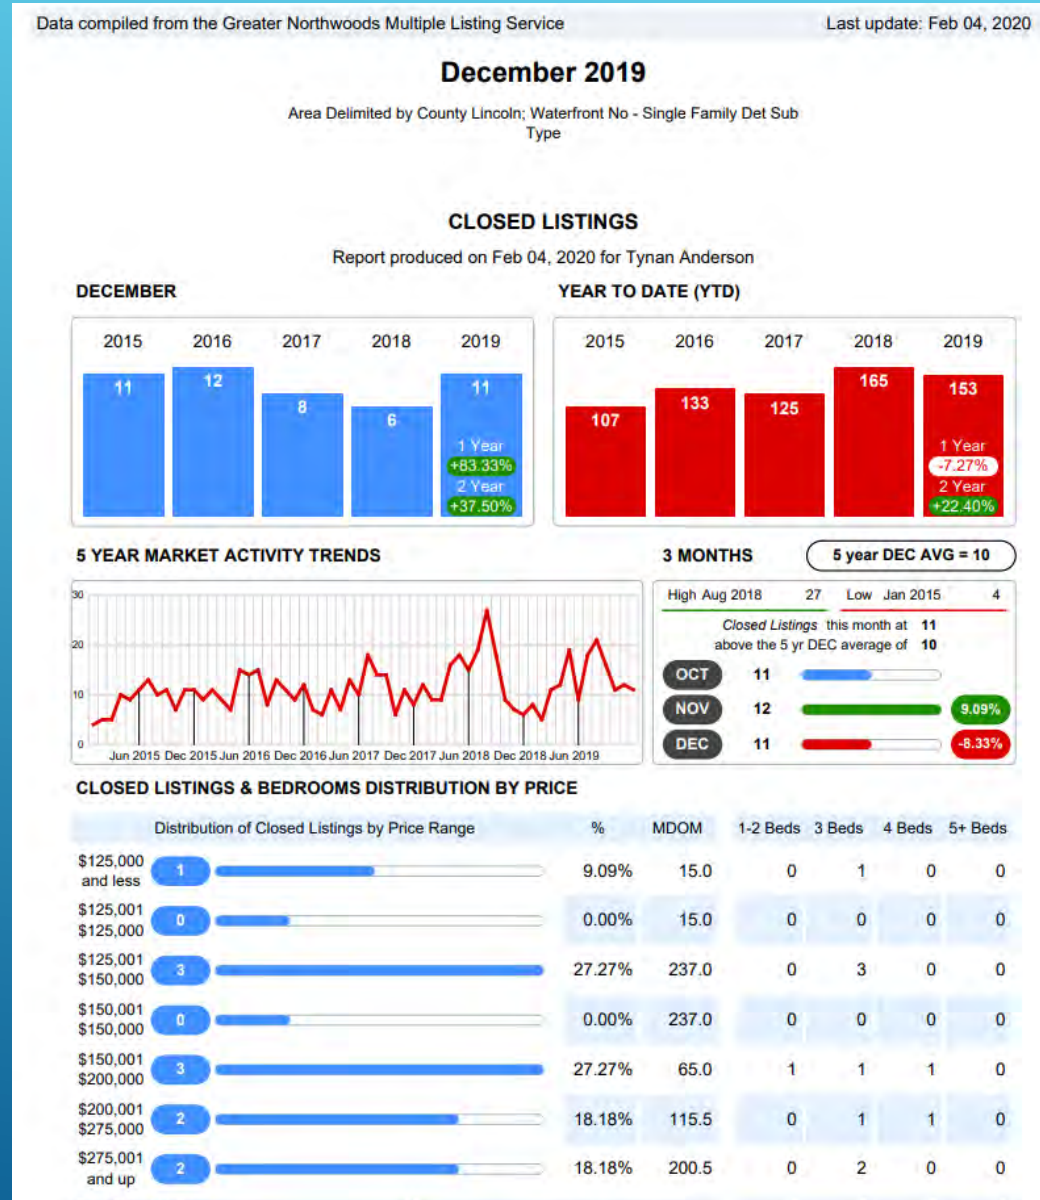 Data compiled from the Greater Northwoods Multiple Listing Service Last update: Feb 04, 2020
December 2019
Area Delimited by County Lincoln; Waterfront No - Single Family Det Sub
Type
CLOSED LISTINGS
Report produced on Feb 04, 2020 for Tynan Anderson
DECEMBER
2015 2016 2017 2018 2019
11 12 8 6 11
1 Year
+83.33%
2 Year
+37.50%
YEAR TO DATE (YTD)
2015 2016 2017 2018 2019
107 133 125 165 153
1 Year
-7.27%
2 Year
+22.40%
5 YEAR MARKET ACTIVITY TRENDS
30
20
10
0
Jun 2015 Dec 2015 Jun 2016 Dec 2016 Jun 2017 Dec 2017 Jun 2018 Dec 2018 Jun 2019
3 MONTHS
5 year DEC AVG = 10
High Aug 2018 27 Low Jan 2015 4
Closed Listings this month at 11
above the 5 yr DEC average of 10
OCT 11
NOV 12 9.09%
DEC 11 -8.33%
CLOSED LISTINGS & BEDROOMS DISTRIBUTION BY PRICE
Distribution of Closed Listings by Price Range % MDOM 1-2 Beds 3 Beds 4 Beds 5+ Beds
$125,000
and less 1 9.09% 15.0 0 1 0 0
$125,001
$125,000 0 0.00% 15.0 0 0 0 0
$125,001
$150,000 3 27.27% 237.0 0 3 0 0
$150,001
$150,000 0 0.00% 237.0 0 0 0 0
$150,001
$200,000 3 27.27% 65.0 1 1 1 0
$200,001
$275,000 2 18.18% 115.5 0 1 1 0
$275,001
and up 2 18.18% 200.5 0 2 0 0